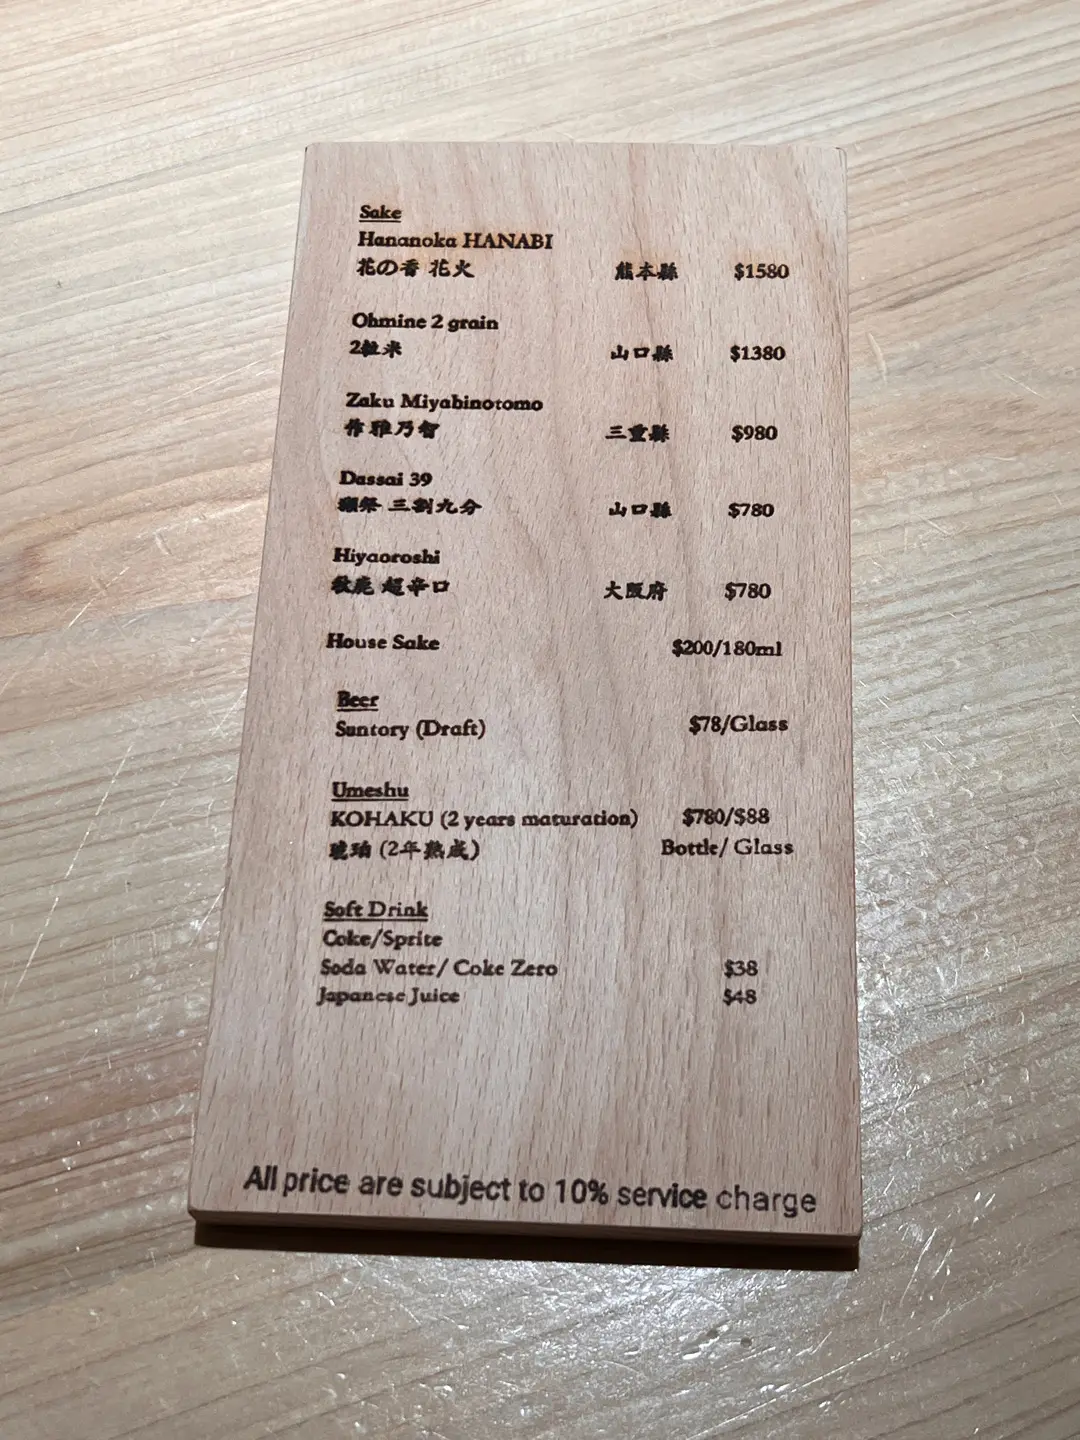 Sake
Hananoka HANABI
花の香 花火 熊本縣 $1580
Ohmine 2 grain
2粒米 山口縣 $1380
Zaku Miyabinotomo
作 雅乃智 三重縣 $980
Dassai 39
獺祭 三割九分 山口縣 $780
Hiyaoroshi
秋鹿 超辛口 大阪府 $780
House Sake $200/180ml
Beer
Suntory (Draft) $78/Glass
Umeshu
KOHAKU (2 years maturation) $780/$88
琥珀 (2年熟成) Bottle/ Glass
Soft Drink
Coke/Sprite
Soda Water/ Coke Zero $38
Japanese Juice $48
All price are subject to 10% service charge